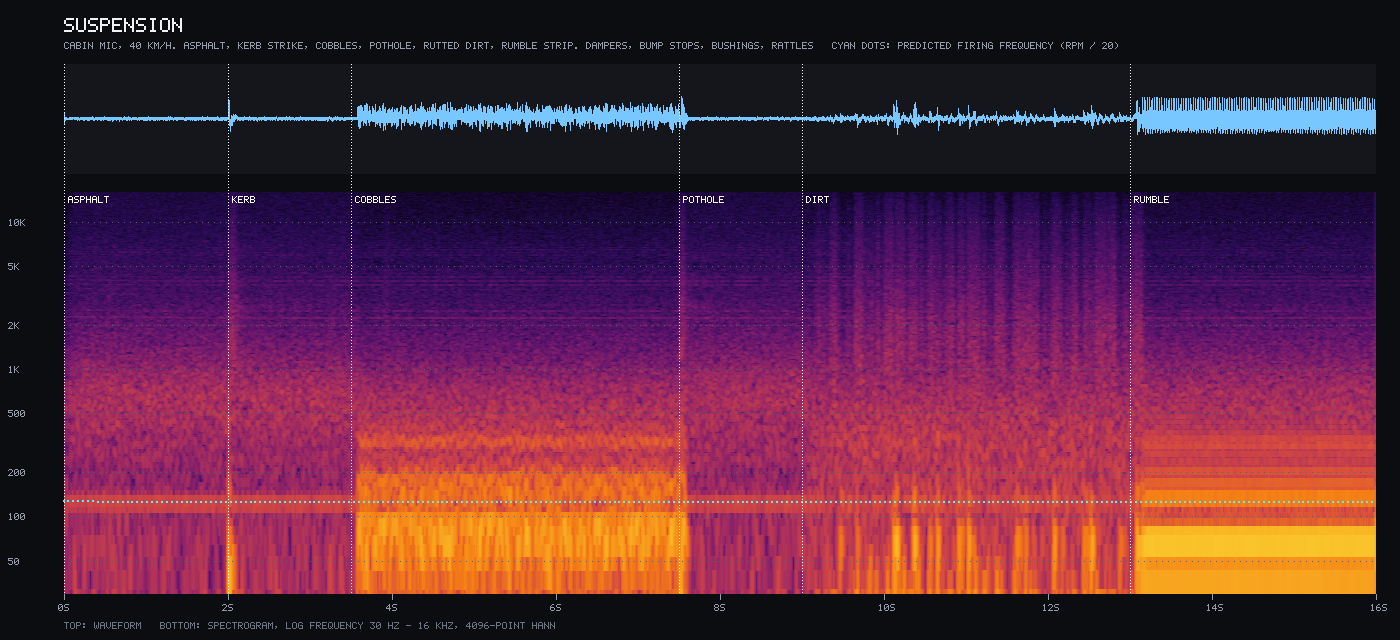 SUSPENSION
CABIN MIC, 40 KM/H. ASPHALT, KERB STRIKE, COBBLES, POTHOLE, RUTTED DIRT, RUMBLE STRIP. DAMPERS, BUMP STOPS, BUSHINGS, RATTLES CYAN DOTS: PREDICTED FIRING FREQUENCY (RPM / 20)
ASPHALT KERB COBBLES POTHOLE DIRT RUMBLE
10K
5K
2K
1K
500
200
100
50
0S 2S 4S 6S 8S 10S 12S 14S 16S
TOP: WAVEFORM BOTTOM: SPECTROGRAM, LOG FREQUENCY 30 HZ - 16 KHZ, 4096-POINT HANN